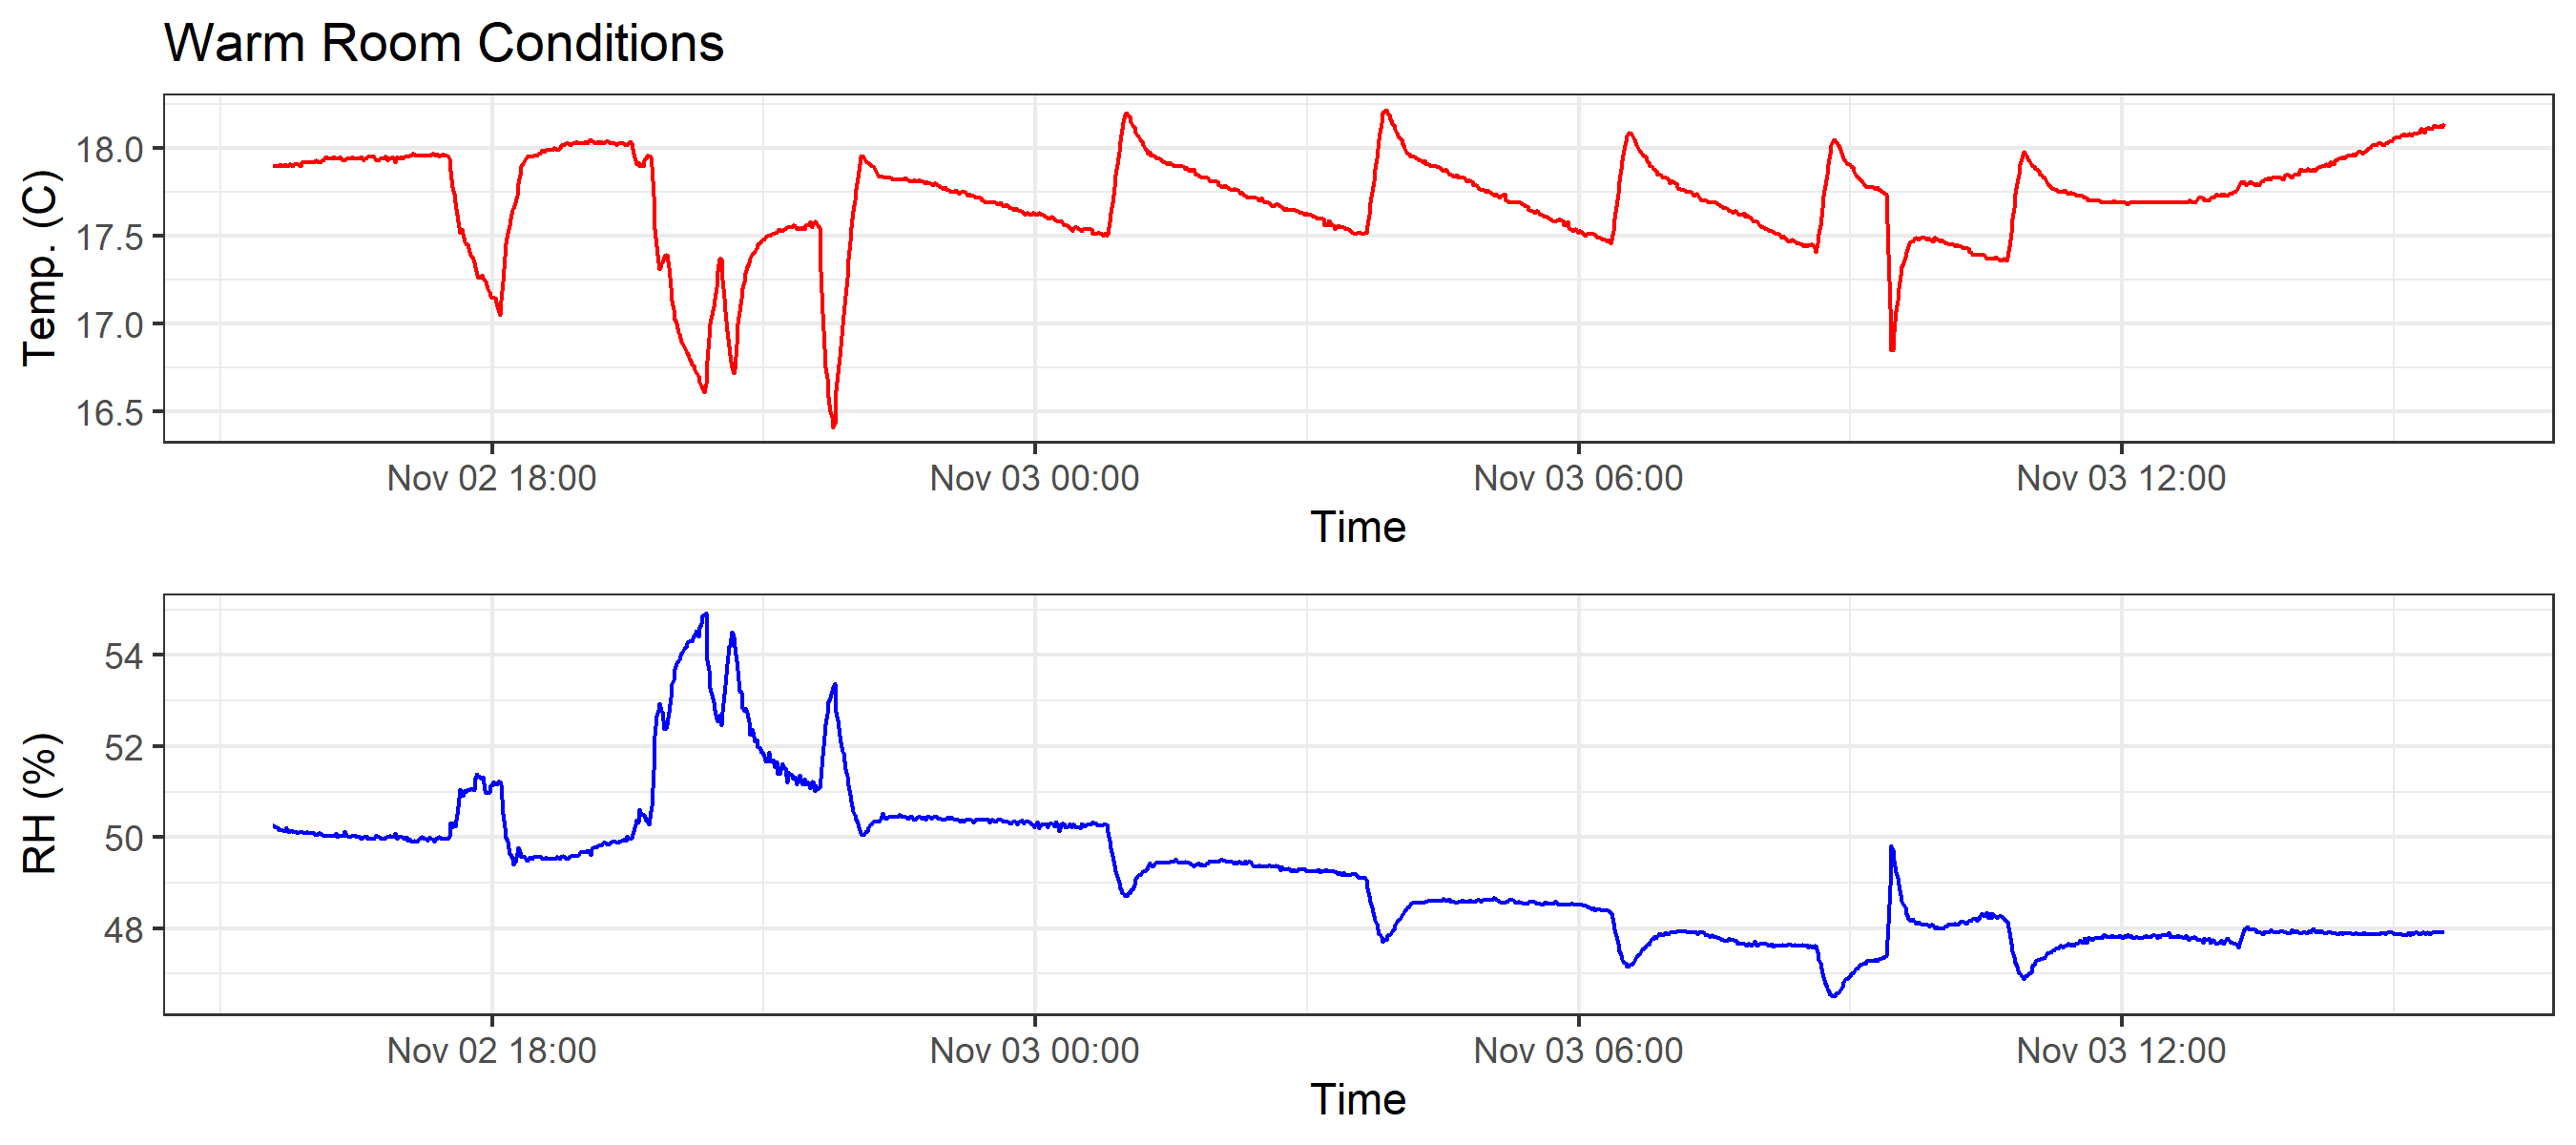 Warm Room Conditions
Temp. (C)
18.0
17.5
17.0
16.5
Nov 02 18:00 Nov 03 00:00 Nov 03 06:00 Nov 03 12:00
Time
RH (%)
54
52
50
48
Nov 02 18:00 Nov 03 00:00 Nov 03 06:00 Nov 03 12:00
Time